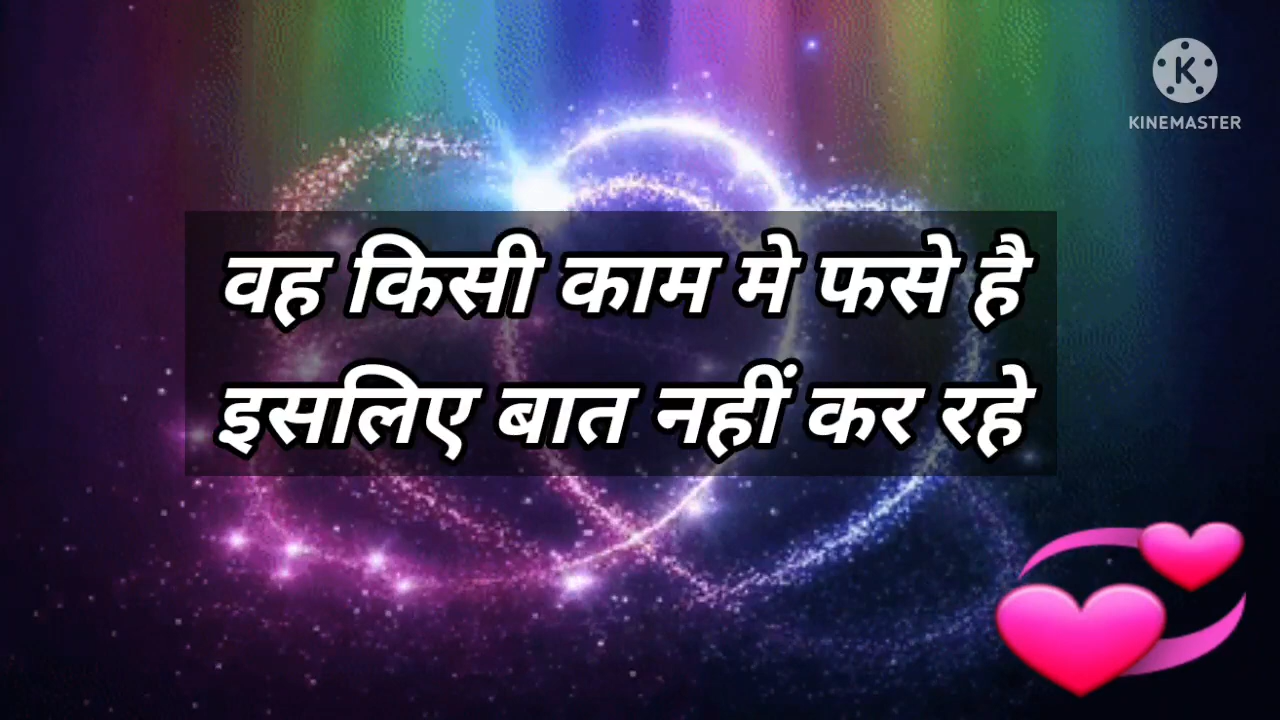 KINEMASTER
वह किसी काम मे फसे है
इसलिए बात नहीं कर रहे